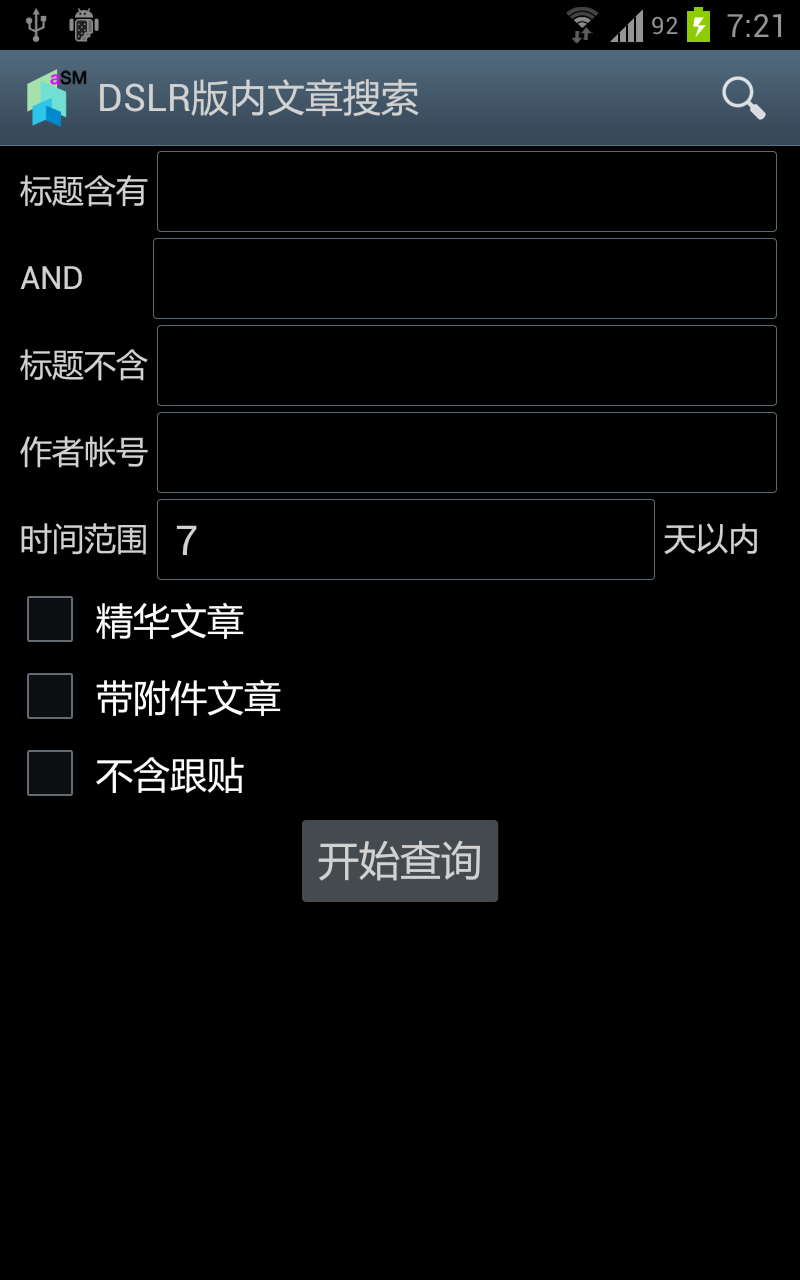 92 7:21
aSM
DSLR版内文章搜索
标题含有
AND
标题不含
作者帐号
时间范围 7 天以内
精华文章
带附件文章
不含跟贴
开始查询